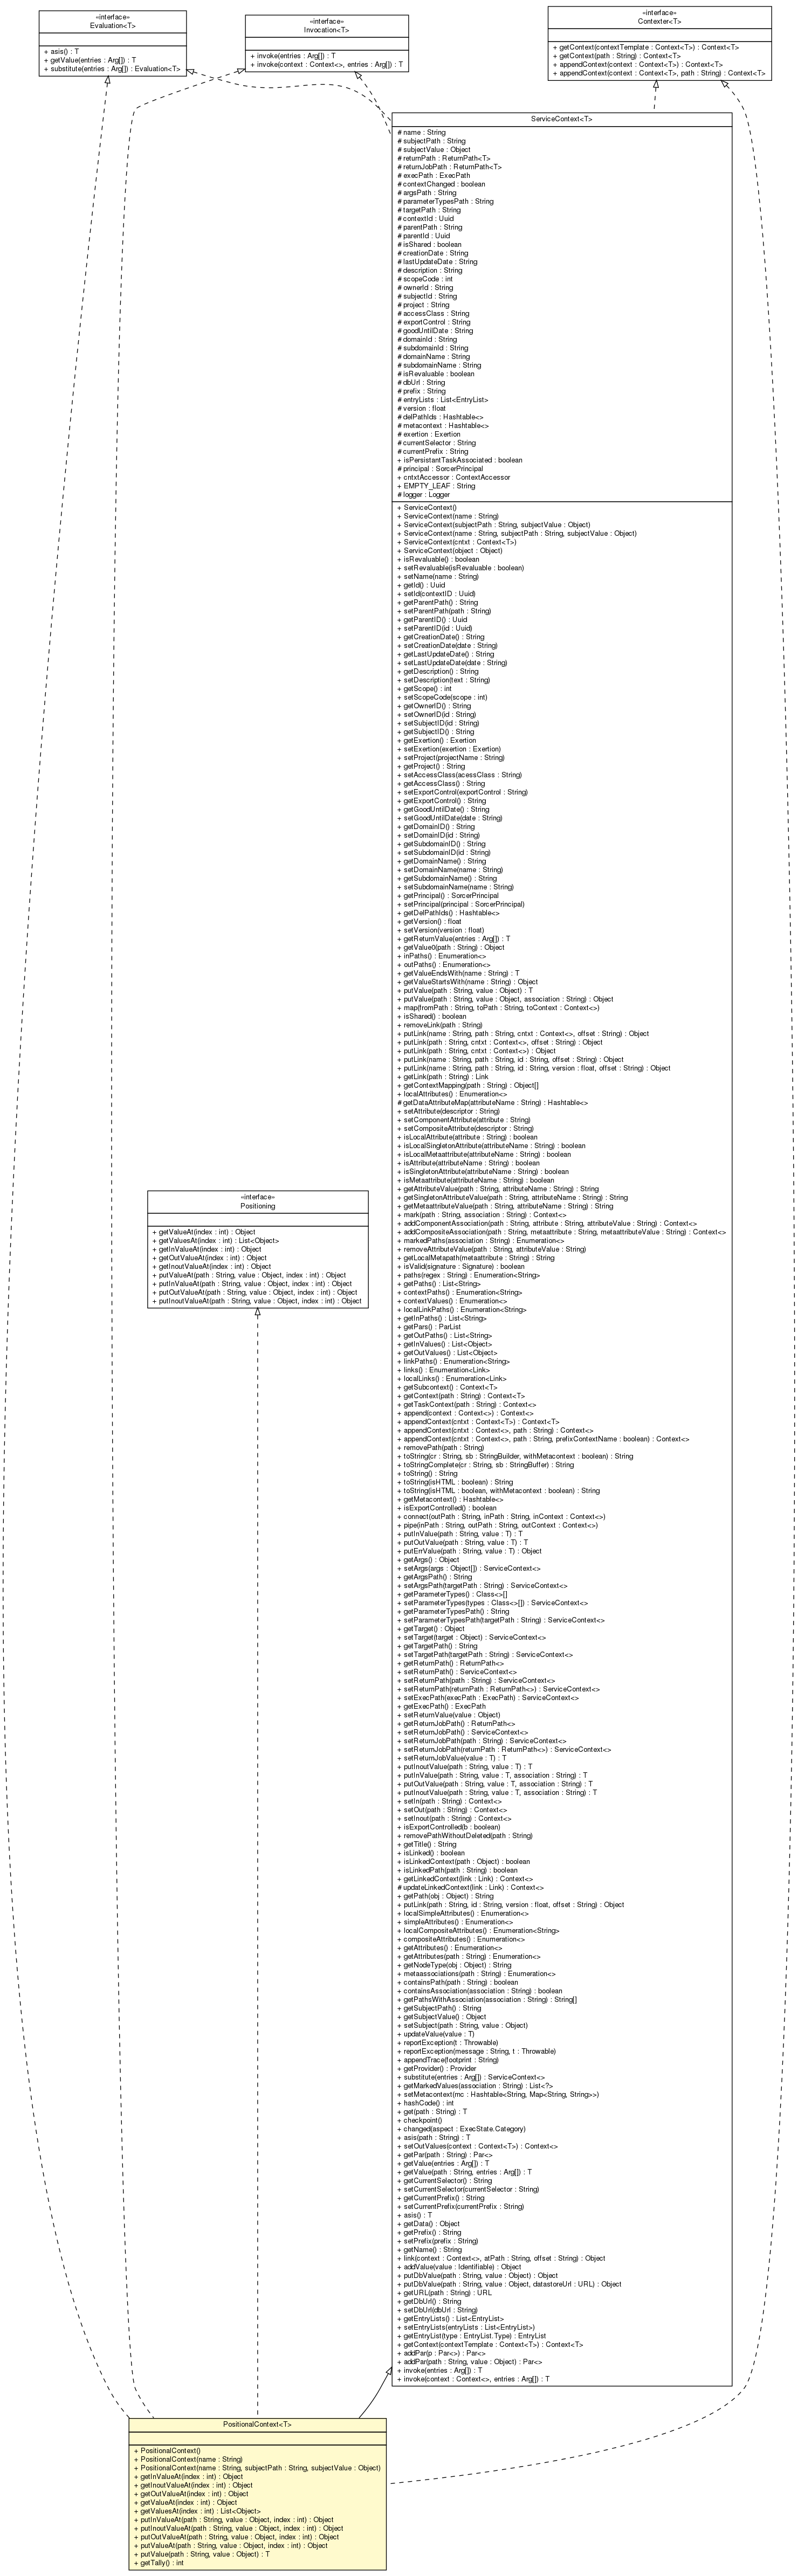 «interface»
Evaluation<T>
+ asis() : T
+ getValue(entries : Arg[]) : T
+ substitute(entries : Arg[]) : Evaluation<T>
«interface»
Invocation<T>
+ invoke(entries : Arg[]) : T
+ invoke(context : Context<>, entries : Arg[]) : T
«interface»
Contexter<T>
+ getContext(contextTemplate : Context<T>) : Context<T>
+ getContext(path : String) : Context<T>
+ appendContext(context : Context<T>) : Context<T>
+ appendContext(context : Context<T>, path : String) : Context<T>
ServiceContext<T>
# name : String
# subjectPath : String
# subjectValue : Object
# returnPath : ReturnPath<T>
# returnJobPath : ReturnPath<T>
# execPath : ExecPath
# contextChanged : boolean
# argsPath : String
# parameterTypesPath : String
# targetPath : String
# contextId : Uuid
# parentPath : String
# parentId : Uuid
# isShared : boolean
# creationDate : String
# lastUpdateDate : String
# description : String
# scopeCode : int
# ownerId : String
# subjectId : String
# project : String
# accessClass : String
# exportControl : String
# goodUntilDate : String
# domainId : String
# subdomainId : String
# domainName : String
# subdomainName : String
# isRevaluable : boolean
# dbUrl : String
# prefix : String
# entryLists : List<EntryList>
# version : float
# delPathIds : Hashtable<>
# metacontext : Hashtable<>
# exertion : Exertion
# currentSelector : String
# currentPrefix : String
+ isPersistantTaskAssociated : boolean
# principal : SorcerPrincipal
+ cntxtAccessor : ContextAccessor
+ EMPTY_LEAF : String
# logger : Logger
+ ServiceContext()
+ ServiceContext(name : String)
+ ServiceContext(subjectPath : String, subjectValue : Object)
+ ServiceContext(name : String, subjectPath : String, subjectValue : Object)
+ ServiceContext(cntxt : Context<T>)
+ ServiceContext(object : Object)
+ isRevaluable() : boolean
+ setRevaluable(isRevaluable : boolean)
+ setName(name : String)
+ getId() : Uuid
+ setId(contextID : Uuid)
+ getParentPath() : String
+ setParentPath(path : String)
+ getParentID() : Uuid
+ setParentID(id : Uuid)
+ getCreationDate() : String
+ setCreationDate(date : String)
+ getLastUpdateDate() : String
+ setLastUpdateDate(date : String)
+ getDescription() : String
+ setDescription(text : String)
+ getScope() : int
+ setScopeCode(scope : int)
+ getOwnerID() : String
+ setOwnerID(id : String)
+ setSubjectID(id : String)
+ getSubjectID() : String
+ getExertion() : Exertion
+ setExertion(exertion : Exertion)
+ setProject(projectName : String)
+ getProject() : String
+ setAccessClass(acessClass : String)
+ getAccessClass() : String
+ setExportControl(exportControl : String)
+ getExportControl() : String
+ getGoodUntilDate() : String
+ setGoodUntilDate(date : String)
+ getDomainID() : String
+ setDomainID(id : String)
+ getSubdomainID() : String
+ setSubdomainID(id : String)
+ getDomainName() : String
+ setDomainName(name : String)
+ getSubdomainName() : String
+ setSubdomainName(name : String)
+ getPrincipal() : SorcerPrincipal
+ setPrincipal(principal : SorcerPrincipal)
+ getDelPathIds() : Hashtable<>
+ getVersion() : float
+ setVersion(version : float)
+ getReturnValue(entries : Arg[]) : T
+ getValue0(path : String) : Object
+ inPaths() : Enumeration<>
+ outPaths() : Enumeration<>
+ getValueEndsWith(name : String) : T
+ getValueStartsWith(name : String) : Object
+ putValue(path : String, value : Object) : T
+ putValue(path : String, value : Object, association : String) : Object
+ map(fromPath : String, toPath : String, toContext : Context<>)
+ isShared() : boolean
+ removeLink(path : String)
+ putLink(name : String, path : String, cntxt : Context<>, offset : String) : Object
+ putLink(path : String, cntxt : Context<>, offset : String) : Object
+ putLink(path : String, cntxt : Context<>) : Object
+ putLink(name : String, path : String, id : String, offset : String) : Object
+ putLink(name : String, path : String, id : String, version : float, offset : String) : Object
+ getLink(path : String) : Link
+ getContextMapping(path : String) : Object[]
+ localAttributes() : Enumeration<>
# getDataAttributeMap(attributeName : String) : Hashtable<>
+ setAttribute(descriptor : String)
+ setComponentAttribute(attribute : String)
+ setCompositeAttribute(descriptor : String)
+ isLocalAttribute(attribute : String) : boolean
+ isLocalSingletonAttribute(attributeName : String) : boolean
+ isLocalMetaattribute(attributeName : String) : boolean
+ isAttribute(attributeName : String) : boolean
+ isSingletonAttribute(attributeName : String) : boolean
+ isMetaattribute(attributeName : String) : boolean
+ getAttributeValue(path : String, attributeName : String) : String
+ getSingletonAttributeValue(path : String, attributeName : String) : String
+ getMetaattributeValue(path : String, attributeName : String) : String
+ mark(path : String, association : String) : Context<>
+ addComponentAssociation(path : String, attribute : String, attributeValue : String) : Context<>
+ addCompositeAssociation(path : String, metaattribute : String, metaattributeValue : String) : Context<>
+ markedPaths(association : String) : Enumeration<>
+ removeAttributeValue(path : String, attributeValue : String)
+ getLocalMetapath(metaattribute : String) : String
+ isValid(signature : Signature) : boolean
+ paths(regex : String) : Enumeration<String>
+ getPaths() : List<String>
+ contextPaths() : Enumeration<String>
+ contextValues() : Enumeration<>
+ localLinkPaths() : Enumeration<String>
+ getInPaths() : List<String>
+ getPars() : ParList
+ getOutPaths() : List<String>
+ getInValues() : List<Object>
+ getOutValues() : List<Object>
+ linkPaths() : Enumeration<String>
+ links() : Enumeration<Link>
+ localLinks() : Enumeration<Link>
+ getSubcontext() : Context<T>
+ getContext(path : String) : Context<T>
+ getTaskContext(path : String) : Context<>
+ append(context : Context<>) : Context<>
+ appendContext(cntxt : Context<T>) : Context<T>
+ appendContext(cntxt : Context<>, path : String) : Context<>
+ appendContext(cntxt : Context<>, path : String, prefixContextName : boolean) : Context<>
+ removePath(path : String)
+ toString(cr : String, sb : StringBuilder, withMetacontext : boolean) : String
+ toStringComplete(cr : String, sb : StringBuffer) : String
+ toString() : String
+ toString(isHTML : boolean) : String
+ toString(isHTML : boolean, withMetacontext : boolean) : String
+ getMetacontext() : Hashtable<>
+ isExportControlled() : boolean
+ connect(outPath : String, inPath : String, inContext : Context<>)
+ pipe(inPath : String, outPath : String, outContext : Context<>)
+ putInValue(path : String, value : T) : T
+ putOutValue(path : String, value : T) : T
+ putErrValue(path : String, value : T) : Object
+ getArgs() : Object
+ setArgs(args : Object[]) : ServiceContext<>
+ getArgsPath() : String
+ setArgsPath(targetPath : String) : ServiceContext<>
+ getParameterTypes() : Class<>[]
+ setParameterTypes(types : Class<>[]) : ServiceContext<>
+ getParameterTypesPath() : String
+ setParameterTypesPath(targetPath : String) : ServiceContext<>
+ getTarget() : Object
+ setTarget(target : Object) : ServiceContext<>
+ getTargetPath() : String
+ setTargetPath(targetPath : String) : ServiceContext<>
+ getReturnPath() : ReturnPath<>
+ setReturnPath() : ServiceContext<>
+ setReturnPath(path : String) : ServiceContext<>
+ setReturnPath(returnPath : ReturnPath<>) : ServiceContext<>
+ setExecPath(execPath : ExecPath) : ServiceContext<>
+ getExecPath() : ExecPath
+ setReturnValue(value : Object)
+ getReturnJobPath() : ReturnPath<>
+ setReturnJobPath() : ServiceContext<>
+ setReturnJobPath(path : String) : ServiceContext<>
+ setReturnJobPath(returnPath : ReturnPath<>) : ServiceContext<>
+ setReturnJobValue(value : T) : T
+ putInoutValue(path : String, value : T) : T
+ putInValue(path : String, value : T, association : String) : T
+ putOutValue(path : String, value : T, association : String) : T
+ putInoutValue(path : String, value : T, association : String) : T
+ setIn(path : String) : Context<>
+ setOut(path : String) : Context<>
+ setInout(path : String) : Context<>
+ isExportControlled(b : boolean)
+ removePathWithoutDeleted(path : String)
+ getTitle() : String
+ isLinked() : boolean
+ isLinkedContext(path : Object) : boolean
+ isLinkedPath(path : String) : boolean
+ getLinkedContext(link : Link) : Context<>
# updateLinkedContext(link : Link) : Context<>
+ getPath(obj : Object) : String
+ putLink(path : String, id : String, version : float, offset : String) : Object
+ localSimpleAttributes() : Enumeration<>
+ simpleAttributes() : Enumeration<>
+ localCompositeAttributes() : Enumeration<String>
+ compositeAttributes() : Enumeration<>
+ getAttributes() : Enumeration<>
+ getAttributes(path : String) : Enumeration<>
+ getNodeType(obj : Object) : String
+ metaassociations(path : String) : Enumeration<>
+ containsPath(path : String) : boolean
+ containsAssociation(association : String) : boolean
+ getPathsWithAssociation(association : String) : String[]
+ getSubjectPath() : String
+ getSubjectValue() : Object
+ setSubject(path : String, value : Object)
+ updateValue(value : T)
+ reportException(t : Throwable)
+ reportException(message : String, t : Throwable)
+ appendTrace(footprint : String)
+ getProvider() : Provider
+ substitute(entries : Arg[]) : ServiceContext<>
+ getMarkedValues(association : String) : List<?>
+ setMetacontext(mc : Hashtable<String, Map<String, String>>)
+ hashCode() : int
+ get(path : String) : T
+ checkpoint()
+ changed(aspect : ExecState.Category)
+ asis(path : String) : T
+ setOutValues(context : Context<T>) : Context<>
+ getPar(path : String) : Par<>
+ getValue(entries : Arg[]) : T
+ getValue(path : String, entries : Arg[]) : T
+ getCurrentSelector() : String
+ setCurrentSelector(currentSelector : String)
+ getCurrentPrefix() : String
+ setCurrentPrefix(currentPrefix : String)
+ asis() : T
+ getData() : Object
+ getPrefix() : String
+ setPrefix(prefix : String)
+ getName() : String
+ link(context : Context<>, atPath : String, offset : String) : Object
+ addValue(value : Identifiable) : Object
+ putDbValue(path : String, value : Object) : Object
+ putDbValue(path : String, value : Object, datastoreUrl : URL) : Object
+ getURL(path : String) : URL
+ getDbUrl() : String
+ setDbUrl(dbUrl : String)
+ getEntryLists() : List<EntryList>
+ setEntryLists(entryLists : List<EntryList>)
+ getEntryList(type : EntryList.Type) : EntryList
+ getContext(contextTemplate : Context<T>) : Context<T>
+ addPar(p : Par<>) : Par<>
+ addPar(path : String, value : Object) : Par<>
+ invoke(entries : Arg[]) : T
+ invoke(context : Context<>, entries : Arg[]) : T
«interface»
Positioning
+ getValueAt(index : int) : Object
+ getValuesAt(index : int) : List<Object>
+ getInValueAt(index : int) : Object
+ getOutValueAt(index : int) : Object
+ getInoutValueAt(index : int) : Object
+ putValueAt(path : String, value : Object, index : int) : Object
+ putInValueAt(path : String, value : Object, index : int) : Object
+ putOutValueAt(path : String, value : Object, index : int) : Object
+ putInoutValueAt(path : String, value : Object, index : int) : Object
PositionalContext<T>
+ PositionalContext()
+ PositionalContext(name : String)
+ PositionalContext(name : String, subjectPath : String, subjectValue : Object)
+ getInValueAt(index : int) : Object
+ getInoutValueAt(index : int) : Object
+ getOutValueAt(index : int) : Object
+ getValueAt(index : int) : Object
+ getValuesAt(index : int) : List<Object>
+ putInValueAt(path : String, value : Object, index : int) : Object
+ putInoutValueAt(path : String, value : Object, index : int) : Object
+ putOutValueAt(path : String, value : Object, index : int) : Object
+ putValueAt(path : String, value : Object, index : int) : Object
+ putValue(path : String, value : Object) : T
+ getTally() : int